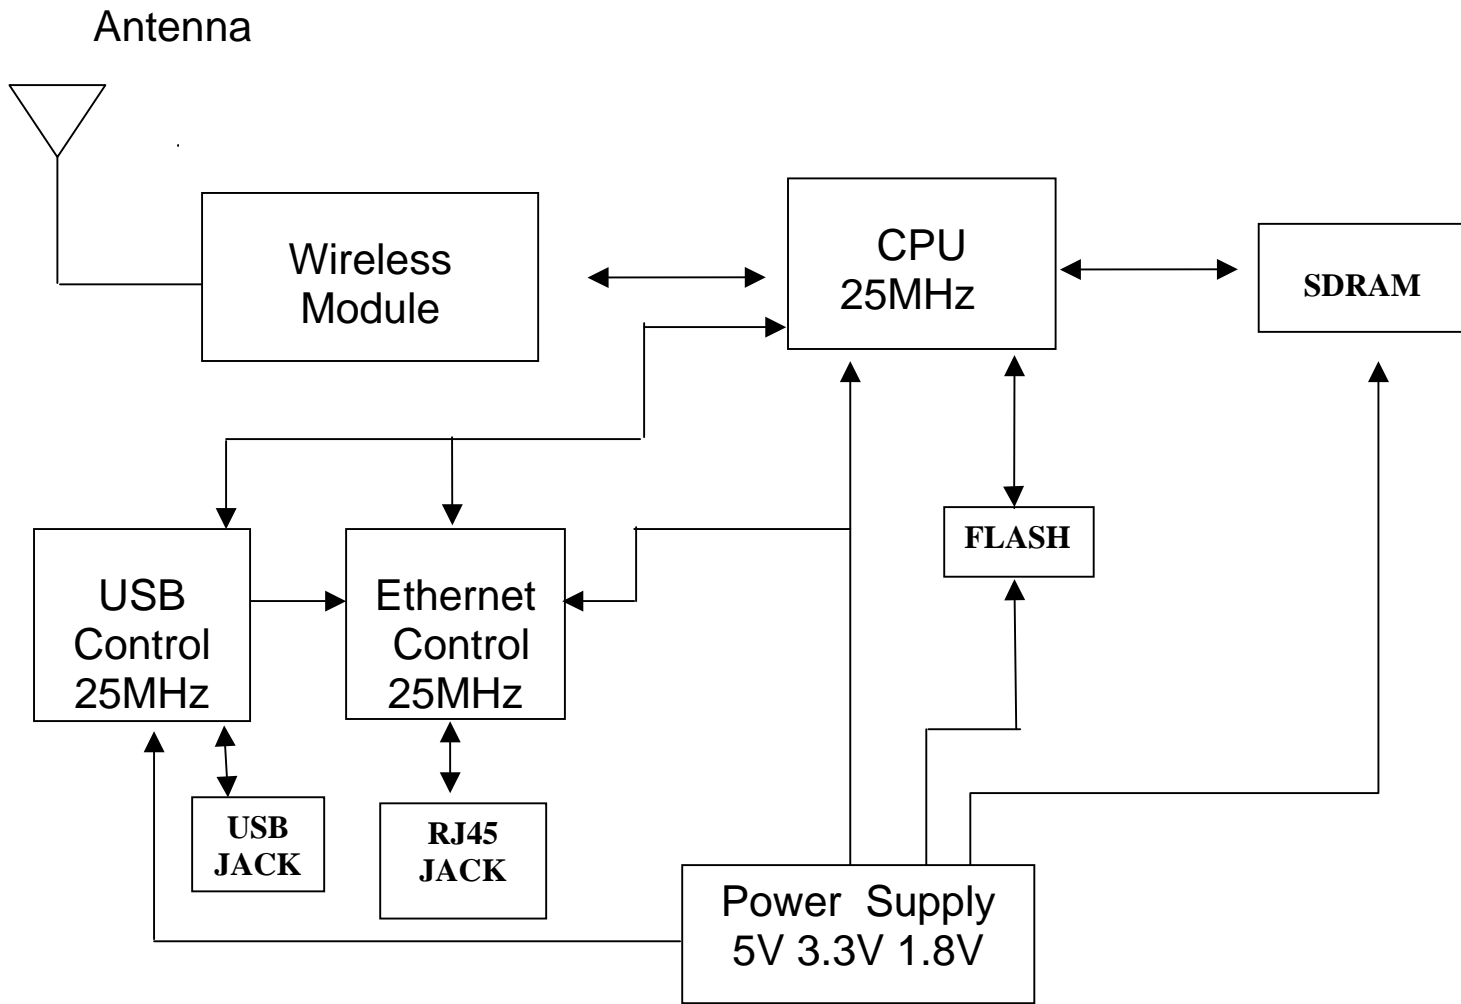 Antenna
Wireless
Module
CPU
25MHz
SDRAM
FLASH
USB
Control
25MHz
Ethernet
Control
25MHz
USB
JACK
RJ45
JACK
Power Supply
5V 3.3V 1.8V